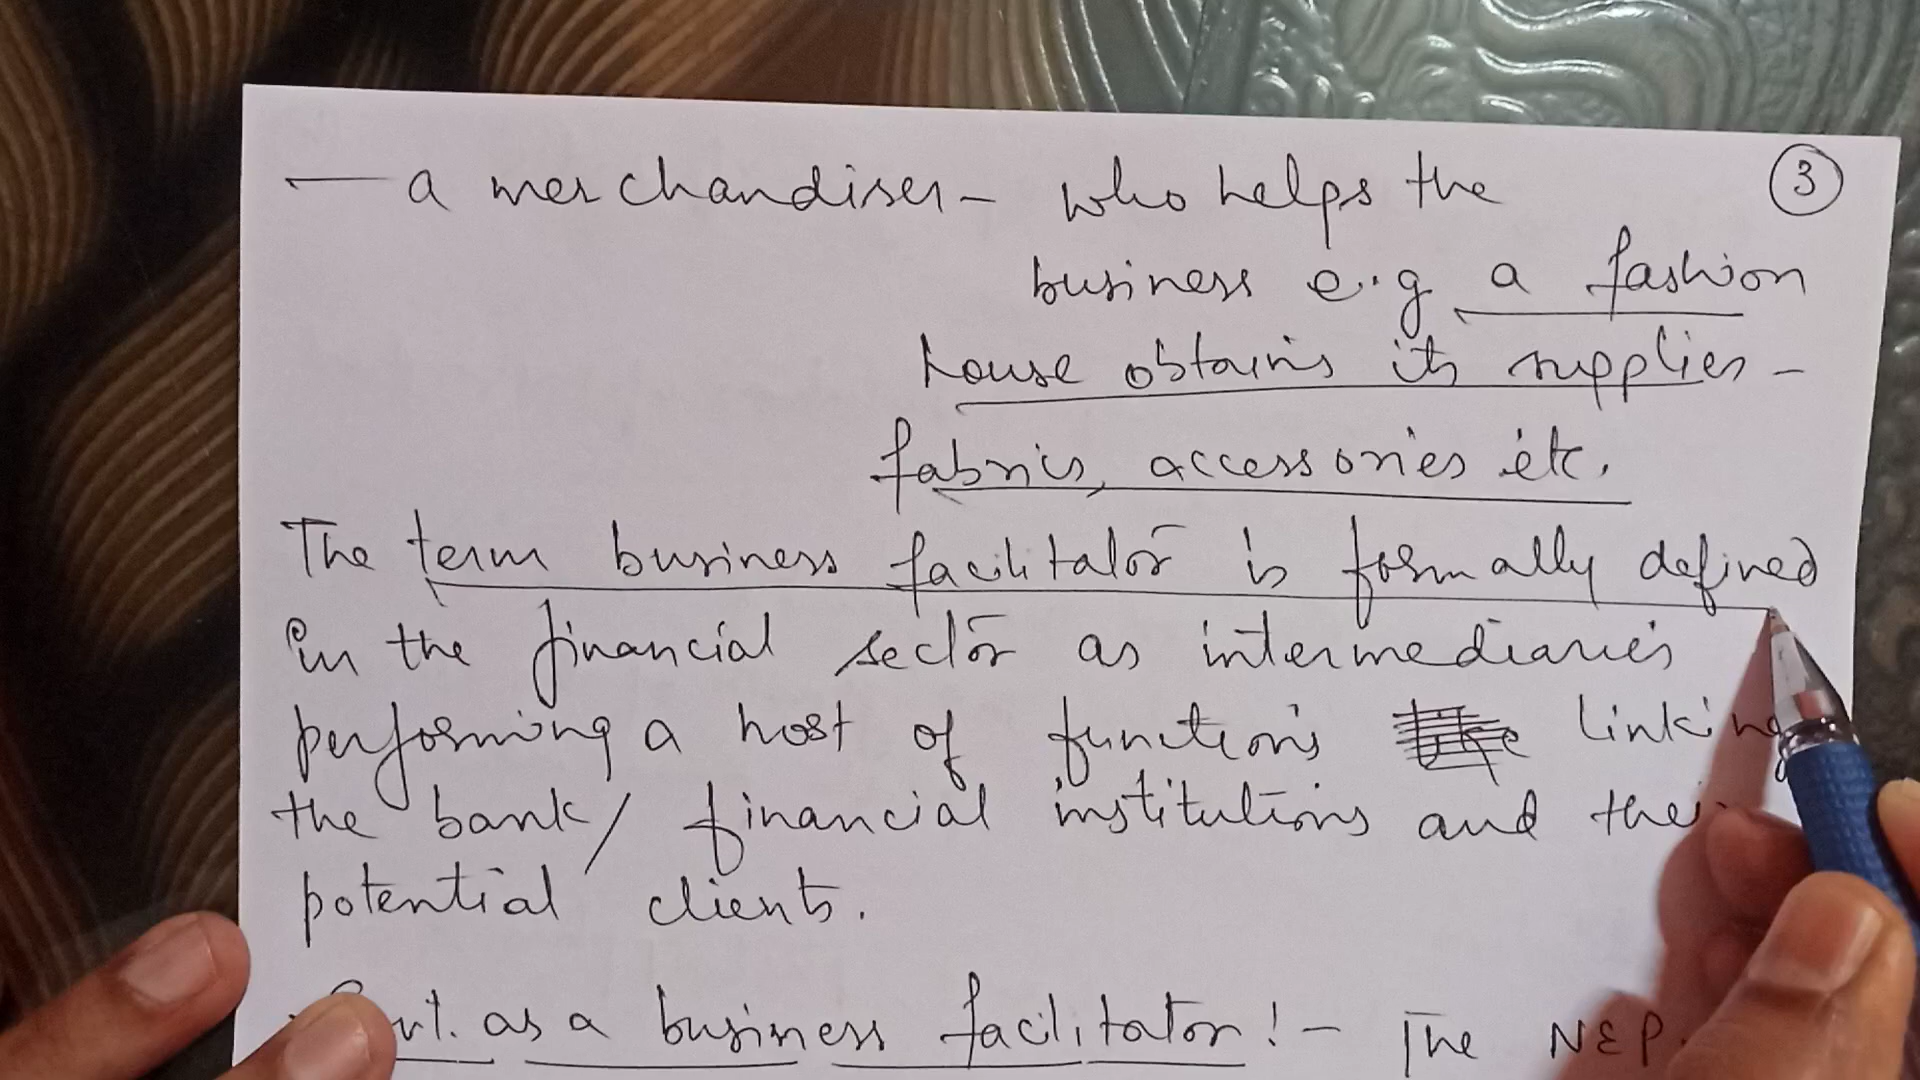 — a merchandiser - who helps the
3
business e.g a fashion
house obtains its supplies -
fabrics, accessories etc.
The term business facilitator is formally defined
in the financial sector as intermediaries
performing a host of functions linking
the bank/ financial institutions and their
potential clients.
as a business facilitator! - The NEP